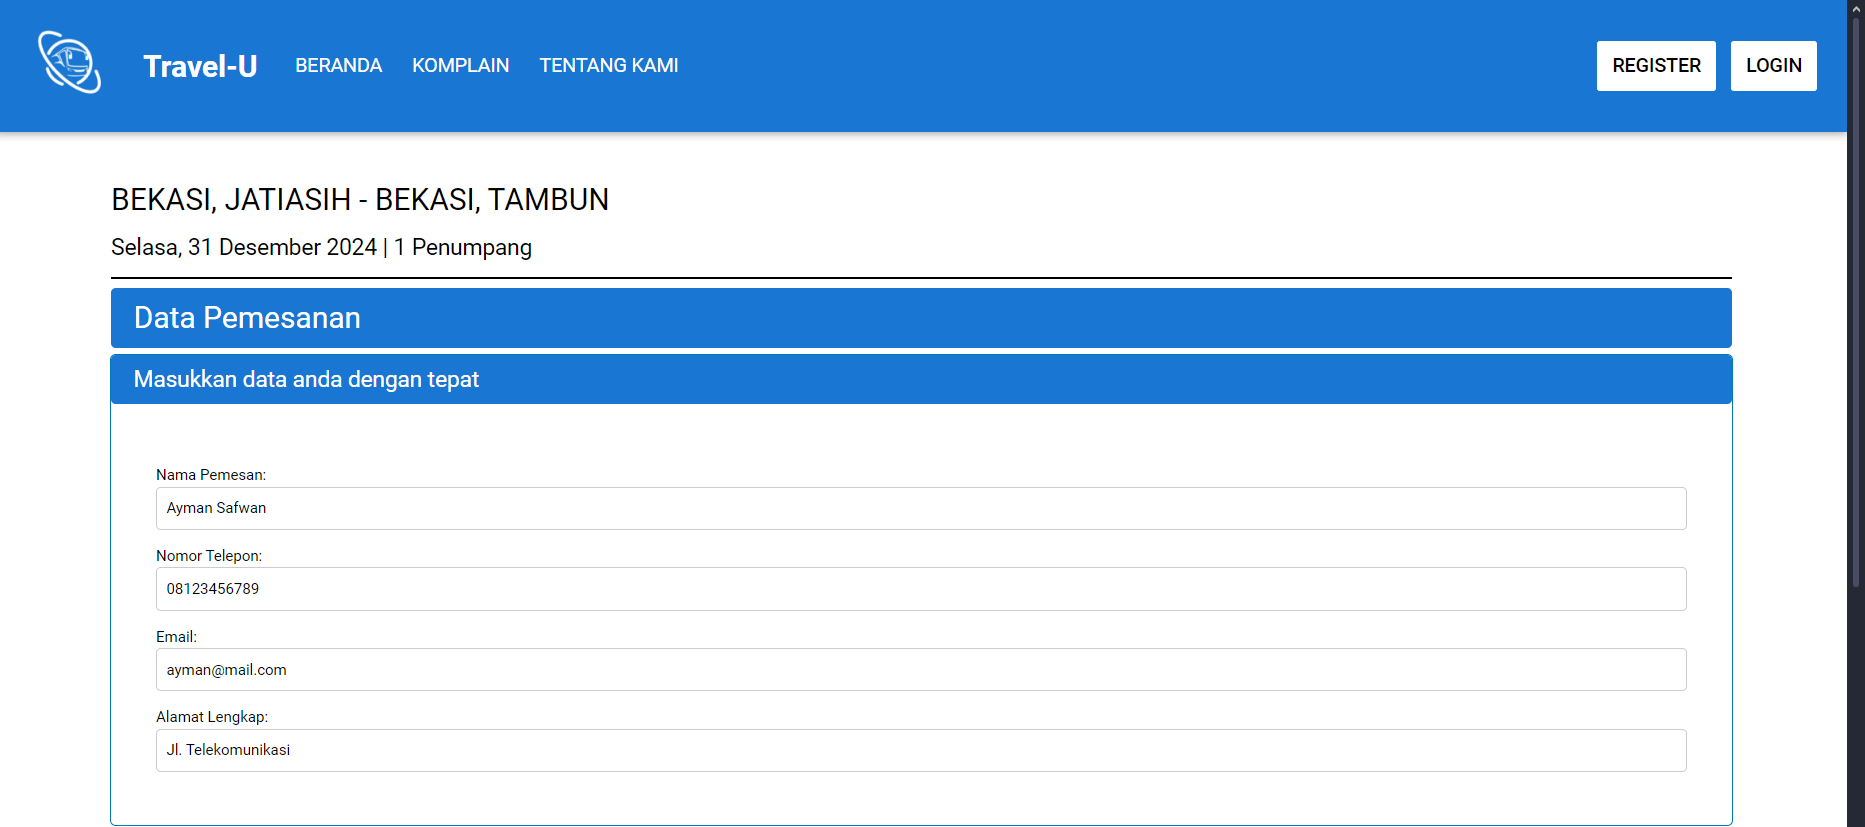 Travel-U BERANDA KOMPLAIN TENTANG KAMI REGISTER LOGIN
BEKASI, JATIASIH - BEKASI, TAMBUN
Selasa, 31 Desember 2024 | 1 Penumpang
Data Pemesanan
Masukkan data anda dengan tepat
Nama Pemesan:
Ayman Safwan
Nomor Telepon:
08123456789
Email:
ayman@mail.com
Alamat Lengkap:
Jl. Telekomunikasi